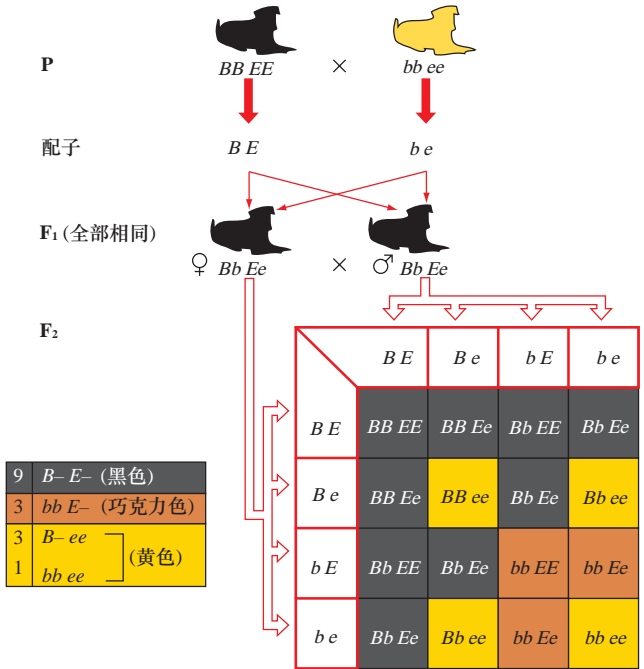 P
BB EE × bb ee
配子
B E b e
F₁ (全部相同)
♀ Bb Ee × ♂ Bb Ee
F₂
B E B e b E b e
B E BB EE BB Ee Bb EE Bb Ee
B e BB Ee BB ee Bb Ee Bb ee
b E Bb EE Bb Ee bb EE bb Ee
b e Bb Ee Bb ee bb Ee bb ee
9 B– E– (黑色)
3 bb E– (巧克力色)
3 B– ee
(黄色)
1 bb ee